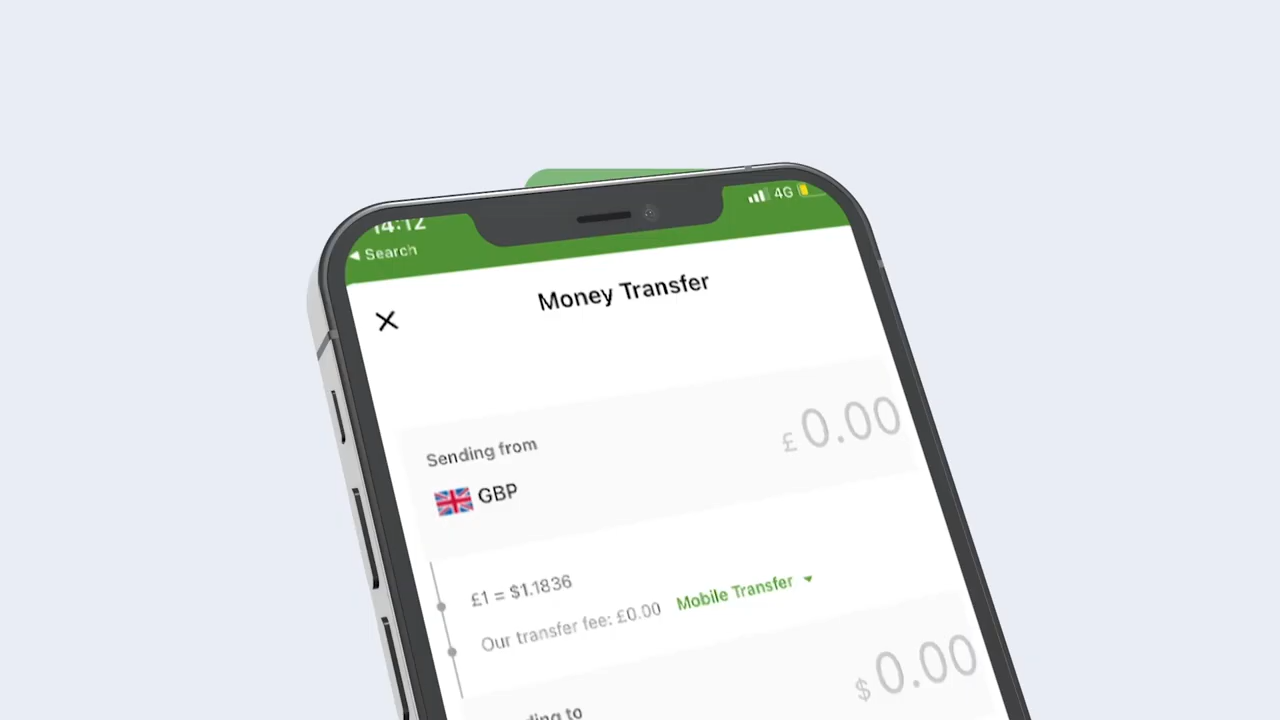 14:12
4G
◀ Search
Money Transfer
£ 0.00
Sending from
GBP
£1 = $1.1836
Our transfer fee: £0.00 Mobile Transfer
$ 0.00
to